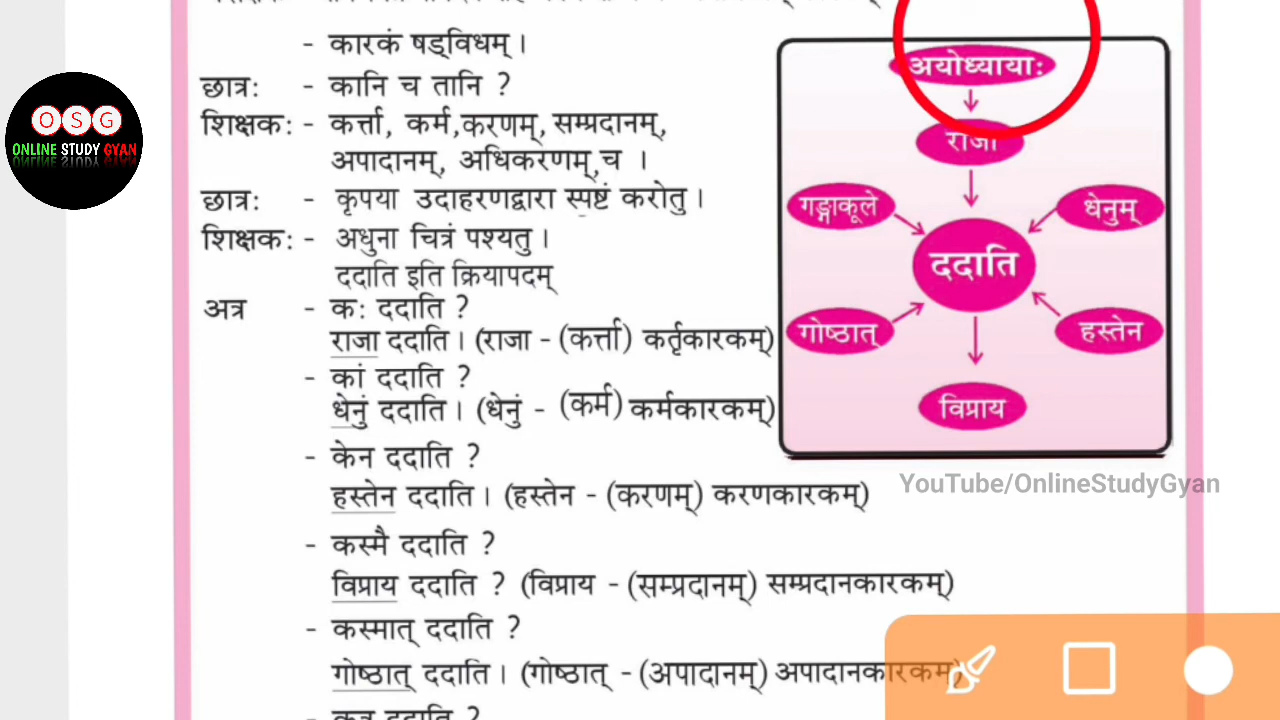 - कारकं षड्विधम् ।
छात्रः - कानि च तानि ?
शिक्षकः - कर्त्ता, कर्म,करणम्, सम्प्रदानम्,
अपादानम्, अधिकरणम्,च ।
छात्रः - कृपया उदाहरणद्वारा स्पष्टं करोतु ।
शिक्षकः - अधुना चित्रं पश्यतु ।
ददाति इति क्रियापदम्
अत्र - कः ददाति ?
राजा ददाति । (राजा - (कर्त्ता) कर्तृकारकम्)
- कां ददाति ?
धेनुं ददाति । (धेनुं - (कर्म) कर्मकारकम्)
- केन ददाति ?
हस्तेन ददाति । (हस्तेन - (करणम्) करणकारकम्)
- कस्मै ददाति ?
विप्राय ददाति ? (विप्राय - (सम्प्रदानम्) सम्प्रदानकारकम्)
- कस्मात् ददाति ?
गोष्ठात् ददाति । (गोष्ठात् - (अपादानम्) अपादानकारकम्)
- कुत्र ददाति ?
अयोध्यायाः
राजा
गङ्गाकूले
धेनुम्
ददाति
गोष्ठात्
हस्तेन
विप्राय
OSG
ONLINE STUDY GYAN
YouTube/OnlineStudyGyan